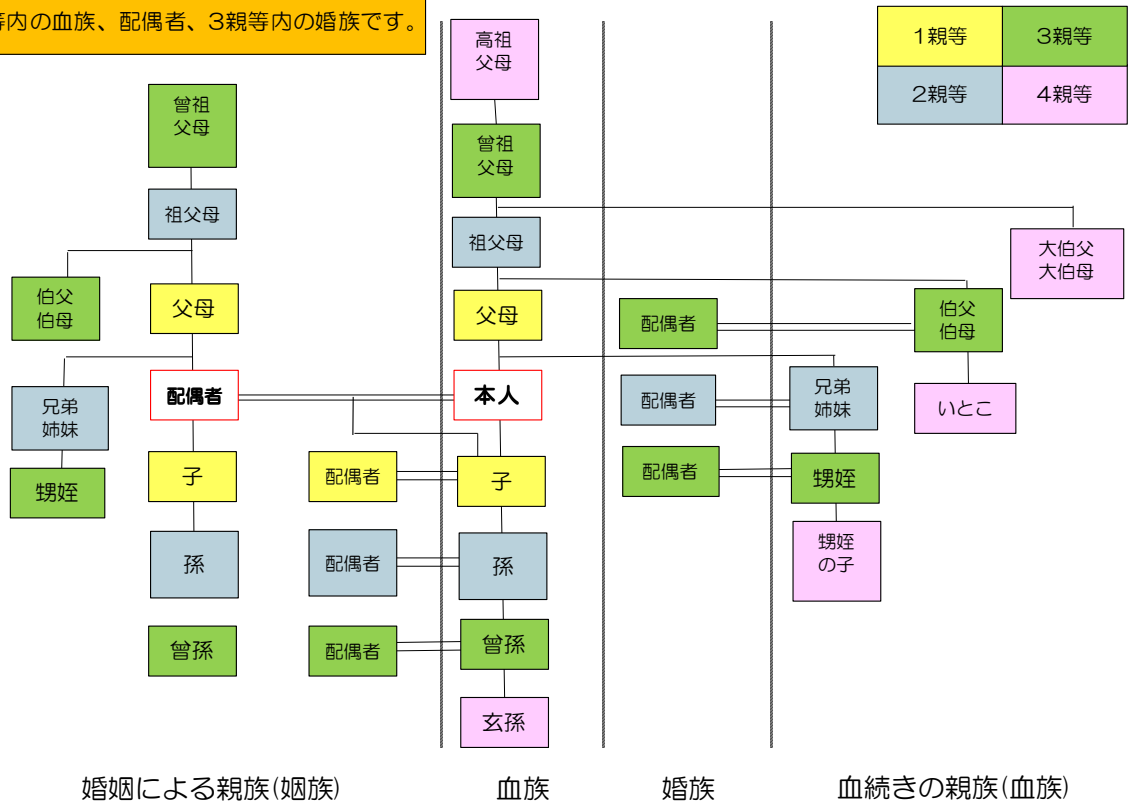 等内の血族、配偶者、3親等内の婚族です。
1親等
3親等
2親等
4親等
高祖
父母
曾祖
父母
曾祖
父母
祖父母
祖父母
大伯父
大伯母
伯父
伯母
父母
父母
配偶者
伯父
伯母
兄弟
姉妹
配偶者
本人
配偶者
兄弟
姉妹
いとこ
甥姪
子
配偶者
子
配偶者
甥姪
孫
配偶者
孫
甥姪
の子
曾孫
配偶者
曾孫
玄孫
婚姻による親族(姻族)
血族
婚族
血続きの親族(血族)